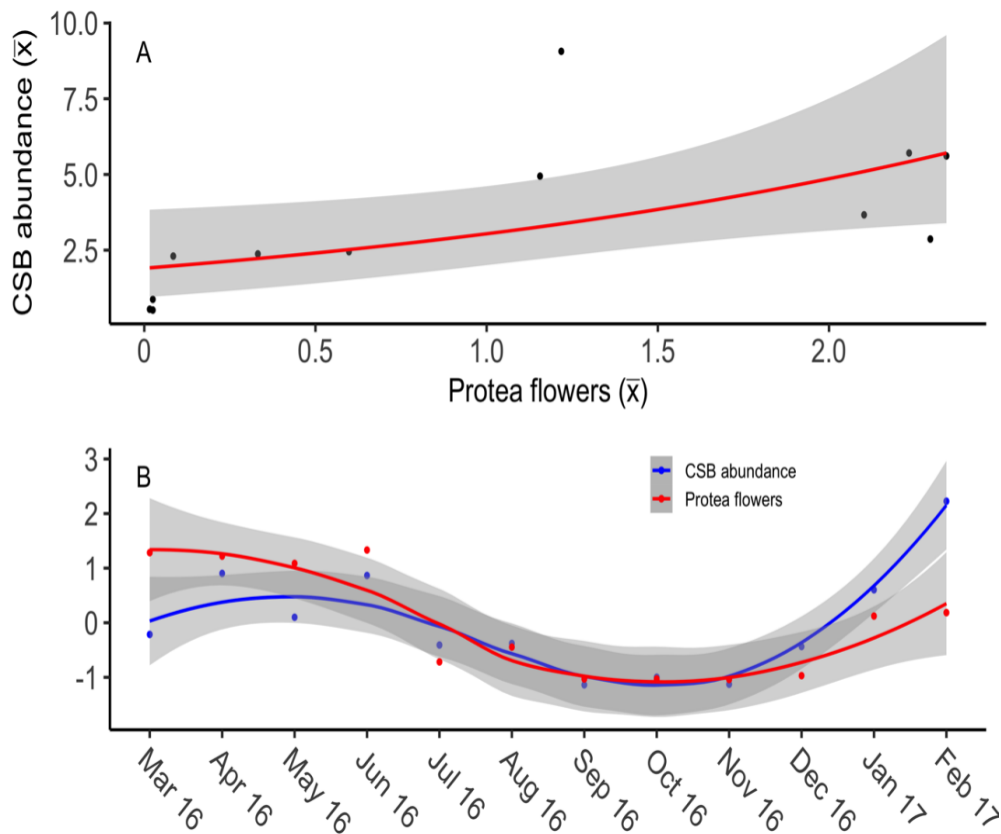 A
CSB abundance (x̅)
10.0
7.5
5.0
2.5
0 0.5 1.0 1.5 2.0
Protea flowers (x̅)
B
3
2
1
0
-1
CSB abundance
Protea flowers
Mar 16
Apr 16
May 16
Jun 16
Jul 16
Aug 16
Sep 16
Oct 16
Nov 16
Dec 16
Jan 17
Feb 17